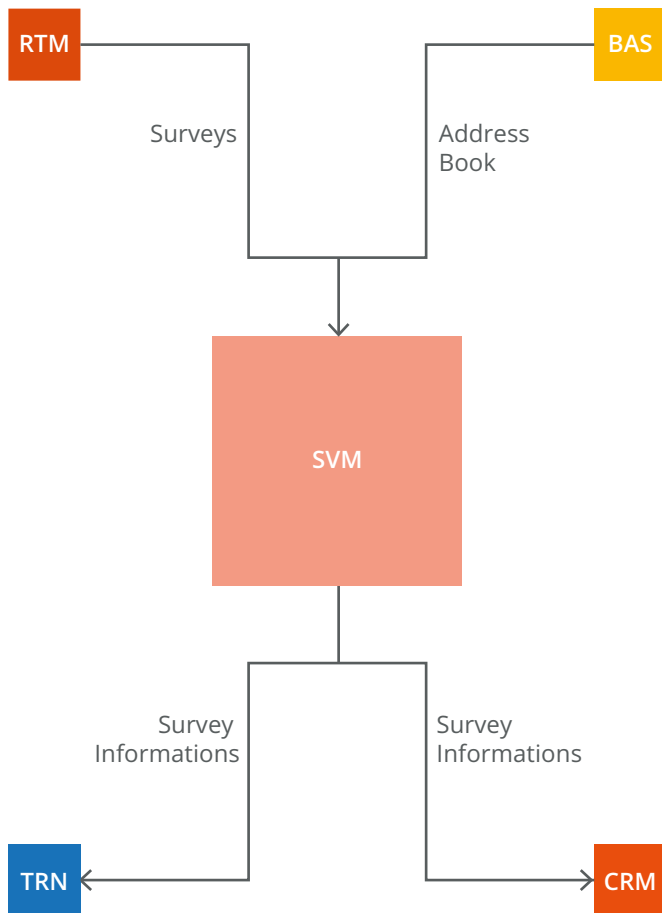 RTM
BAS
Surveys
Address
Book
SVM
Survey
Informations
Survey
Informations
TRN
CRM